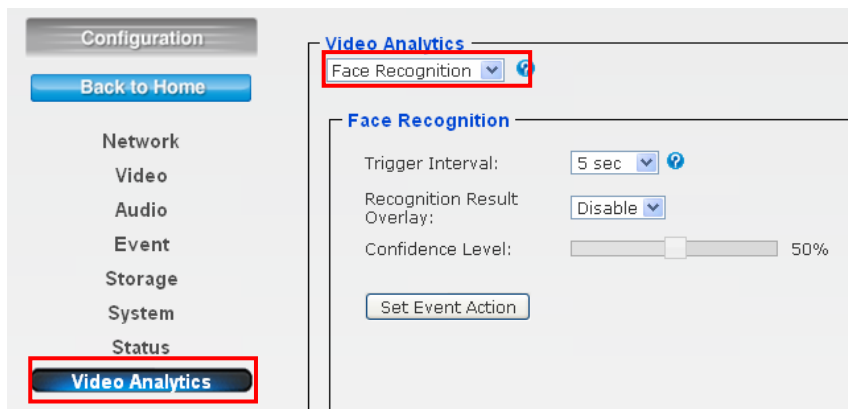 Configuration
Back to Home
Network
Video
Audio
Event
Storage
System
Status
Video Analytics
Video Analytics
Face Recognition
Face Recognition
Trigger Interval: 5 sec
Recognition Result
Overlay: Disable
Confidence Level: 50%
Set Event Action